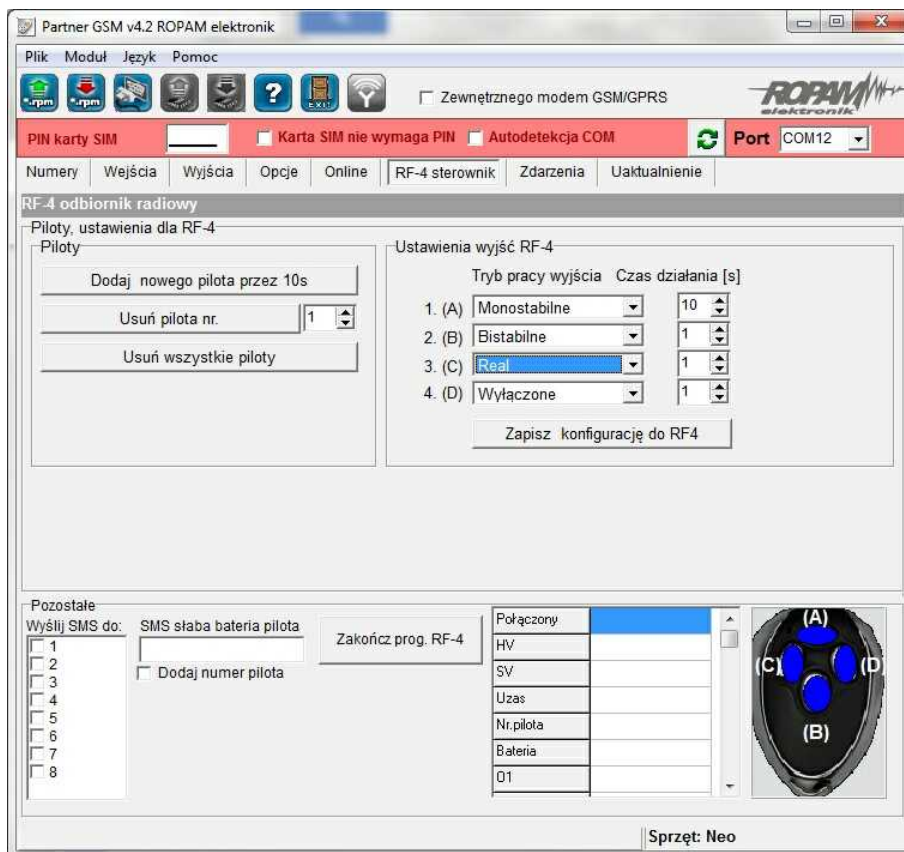 Partner GSM v4.2 ROPAM elektronik
Plik Moduł Język Pomoc
*.rpm *.rpm ? EXIT Zewnętrznego modem GSM/GPRS ROPAM elektronik
PIN karty SIM Karta SIM nie wymaga PIN Autodetekcja COM Port COM12
Numery Wejścia Wyjścia Opcje Online RF-4 sterownik Zdarzenia Uaktualnienie
RF-4 odbiornik radiowy
Piloty, ustawienia dla RF-4
Piloty
Dodaj nowego pilota przez 10s
Usuń pilota nr. 1
Usuń wszystkie piloty
Ustawienia wyjść RF-4
Tryb pracy wyjścia Czas działania [s]
1. (A) Monostabilne 10
2. (B) Bistabilne 1
3. (C) Real 1
4. (D) Wyłączone 1
Zapisz konfigurację do RF4
Pozostałe
Wyślij SMS do:
1
2
3
4
5
6
7
8
SMS słaba bateria pilota
Dodaj numer pilota
Zakończ prog. RF-4
Połączony
HV
SV
Uzas
Nr.pilota
Bateria
O1
(A)
(C) (D)
(B)
Sprzęt: Neo